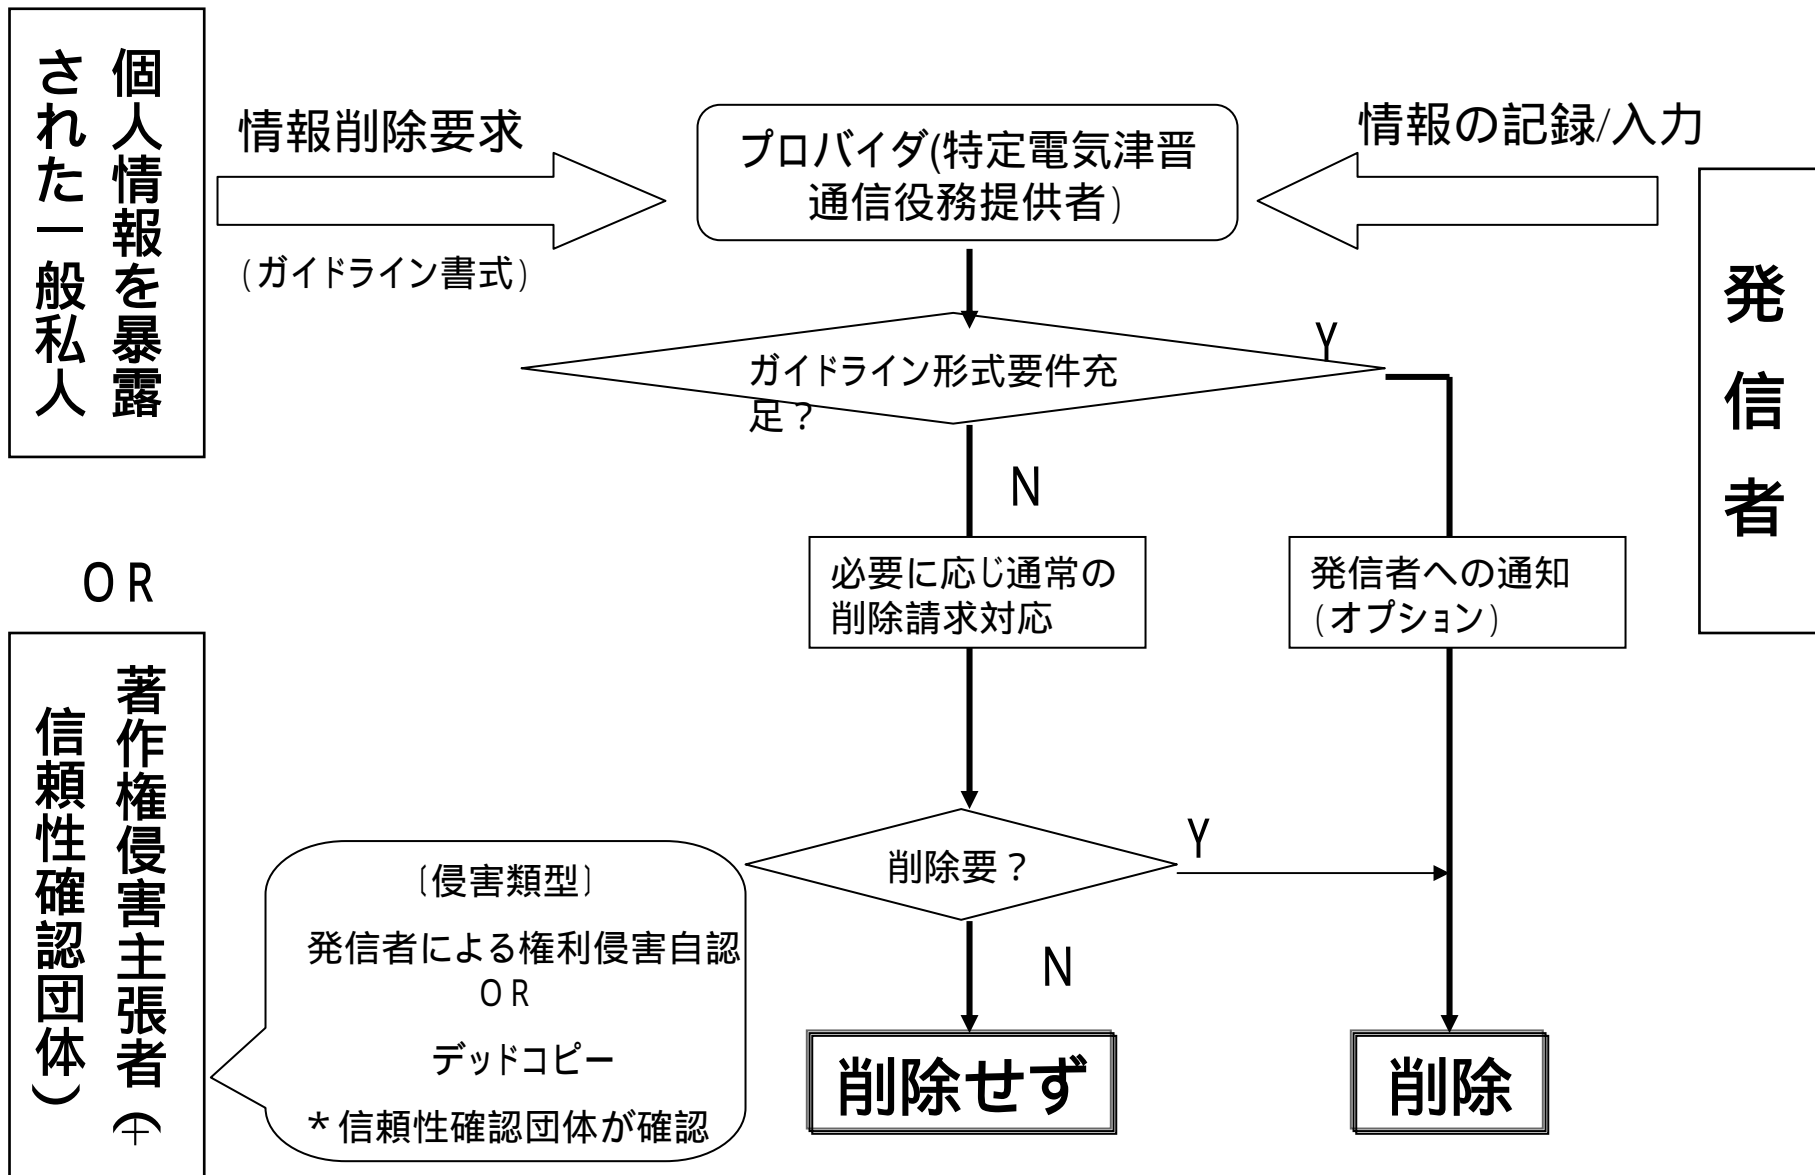 個人情報を暴露
された一般私人
情報削除要求
(ガイドライン書式)
プロバイダ(特定電気津晋
通信役務提供者)
情報の記録/入力
発信者
ガイドライン形式要件充
足？
Y
N
必要に応じ通常の
削除請求対応
発信者への通知
(オプション)
OR
著作権侵害主張者(+
信頼性確認団体)
〔侵害類型〕
発信者による権利侵害自認
OR
デッドコピー
＊信頼性確認団体が確認
削除要？
Y
N
削除せず
削除